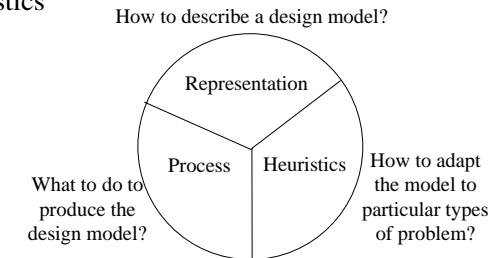 How to describe a design model?
Representation
Process
Heuristics
What to do to
produce the
design model?
How to adapt
the model to
particular types
of problem?